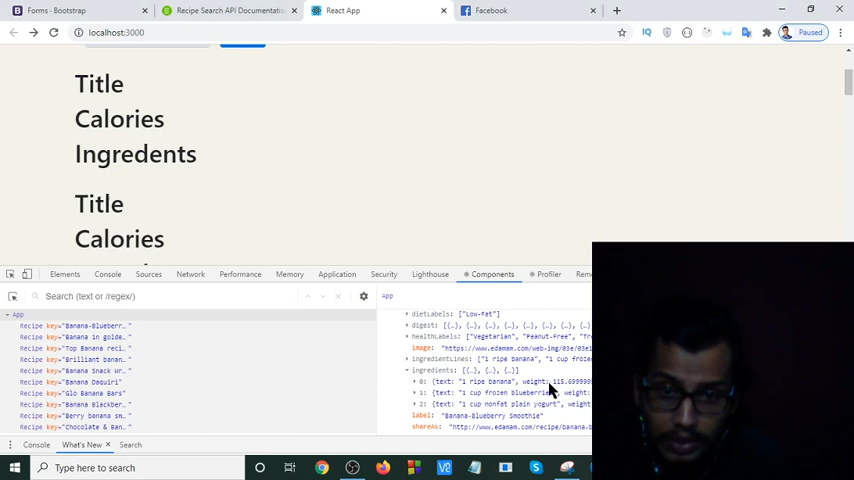 Forms · Bootstrap
Recipe Search API Documentatio
React App
Facebook
localhost:3000
Paused
Title
Calories
Ingredents
Title
Calories
Elements Console Sources Network Performance Memory Application Security Lighthouse Components Profiler
Search (text or /regex/)
App
App
Recipe key="Banana-Blueberr…"
Recipe key="Banana in golde…"
Recipe key="Top Banana reci…"
Recipe key="Brilliant banan…"
Recipe key="Banana Snack Wr…"
Recipe key="Banana Daquiri"
Recipe key="Glo Banana Bars"
Recipe key="Banana Blackber…"
Recipe key="Berry banana sm…"
Recipe key="Chocolate & Ban…"
dietLabels: ["Low-Fat"]
digest: [{…}, {…}, {…}, {…}, {…}, {…},
healthLabels: ["Vegetarian", "Peanut-Free",
image: "https://www.edamam.com/web-img/03e/03e1
ingredientLines: ["1 ripe banana", "1 cup froze
ingredients: [{…}, {…}, {…}]
0: {text: "1 ripe banana", weight: 115.6999999
1: {text: "1 cup frozen blueberries", weight:
2: {text: "1 cup nonfat plain yogurt", weight
label: "Banana-Blueberry Smoothie"
shareAs: "http://www.edamam.com/recipe/banana-b
Console What's New Search
Type here to search